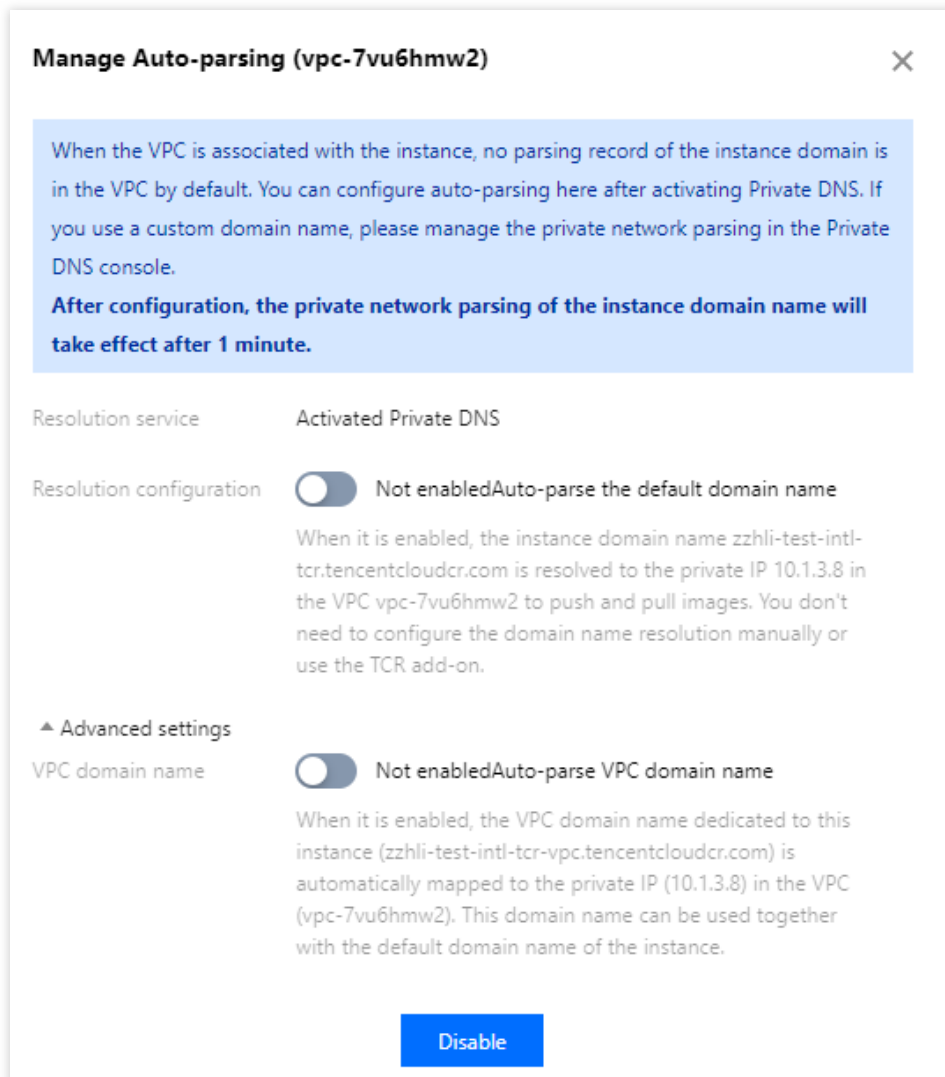 Manage Auto-parsing (vpc-7vu6hmw2)
When the VPC is associated with the instance, no parsing record of the instance domain is
in the VPC by default. You can configure auto-parsing here after activating Private DNS. If
you use a custom domain name, please manage the private network parsing in the Private
DNS console.
After configuration, the private network parsing of the instance domain name will
take effect after 1 minute.
Resolution service Activated Private DNS
Resolution configuration Not enabledAuto-parse the default domain name
When it is enabled, the instance domain name zzhli-test-intl-
tcr.tencentcloudcr.com is resolved to the private IP 10.1.3.8 in
the VPC vpc-7vu6hmw2 to push and pull images. You don't
need to configure the domain name resolution manually or
use the TCR add-on.
Advanced settings
VPC domain name Not enabledAuto-parse VPC domain name
When it is enabled, the VPC domain name dedicated to this
instance (zzhli-test-intl-tcr-vpc.tencentcloudcr.com) is
automatically mapped to the private IP (10.1.3.8) in the VPC
(vpc-7vu6hmw2). This domain name can be used together
with the default domain name of the instance.
Disable